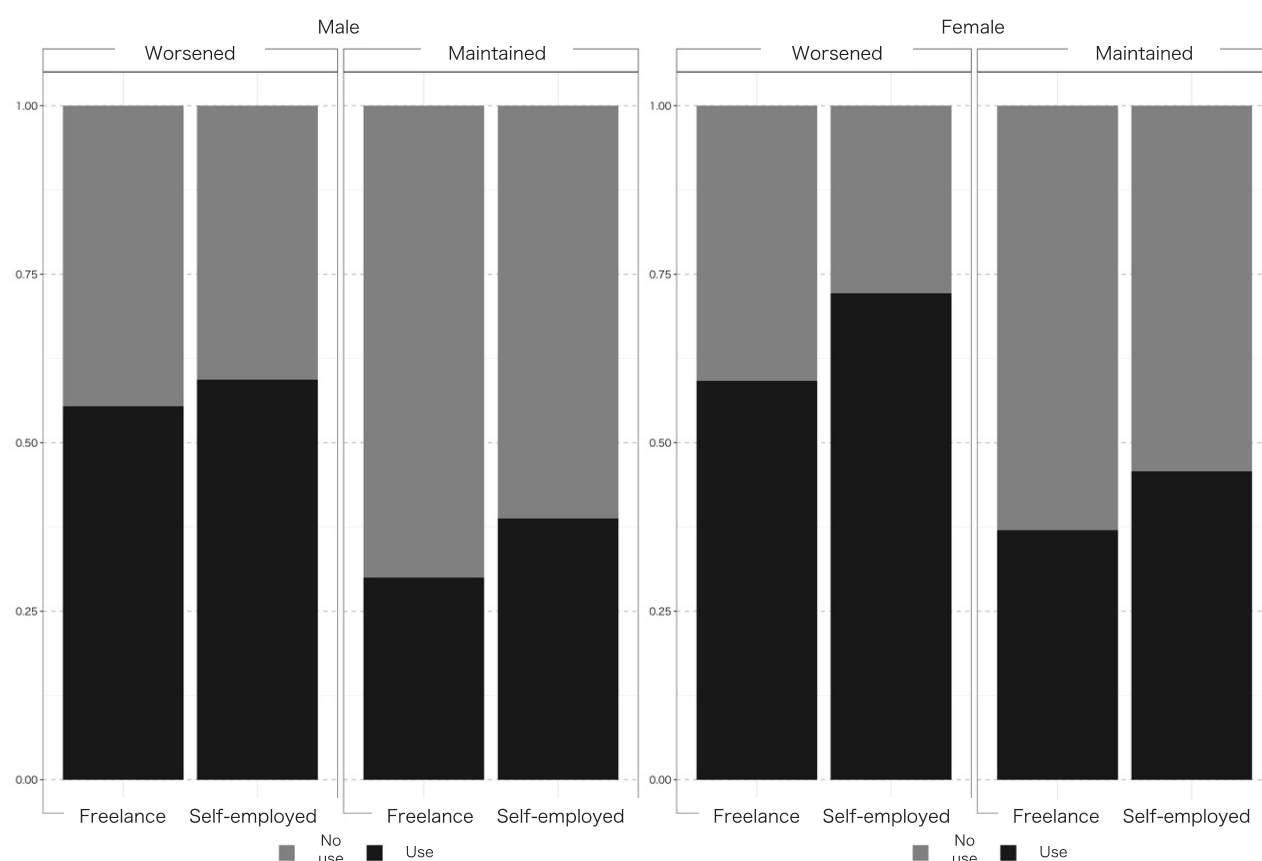 Male
Female
Worsened
Maintained
Worsened
Maintained
1.00
0.75
0.50
0.25
0.00
1.00
0.75
0.50
0.25
0.00
Freelance
Self-employed
Freelance
Self-employed
Freelance
Self-employed
Freelance
Self-employed
No
use
Use
No
use
Use